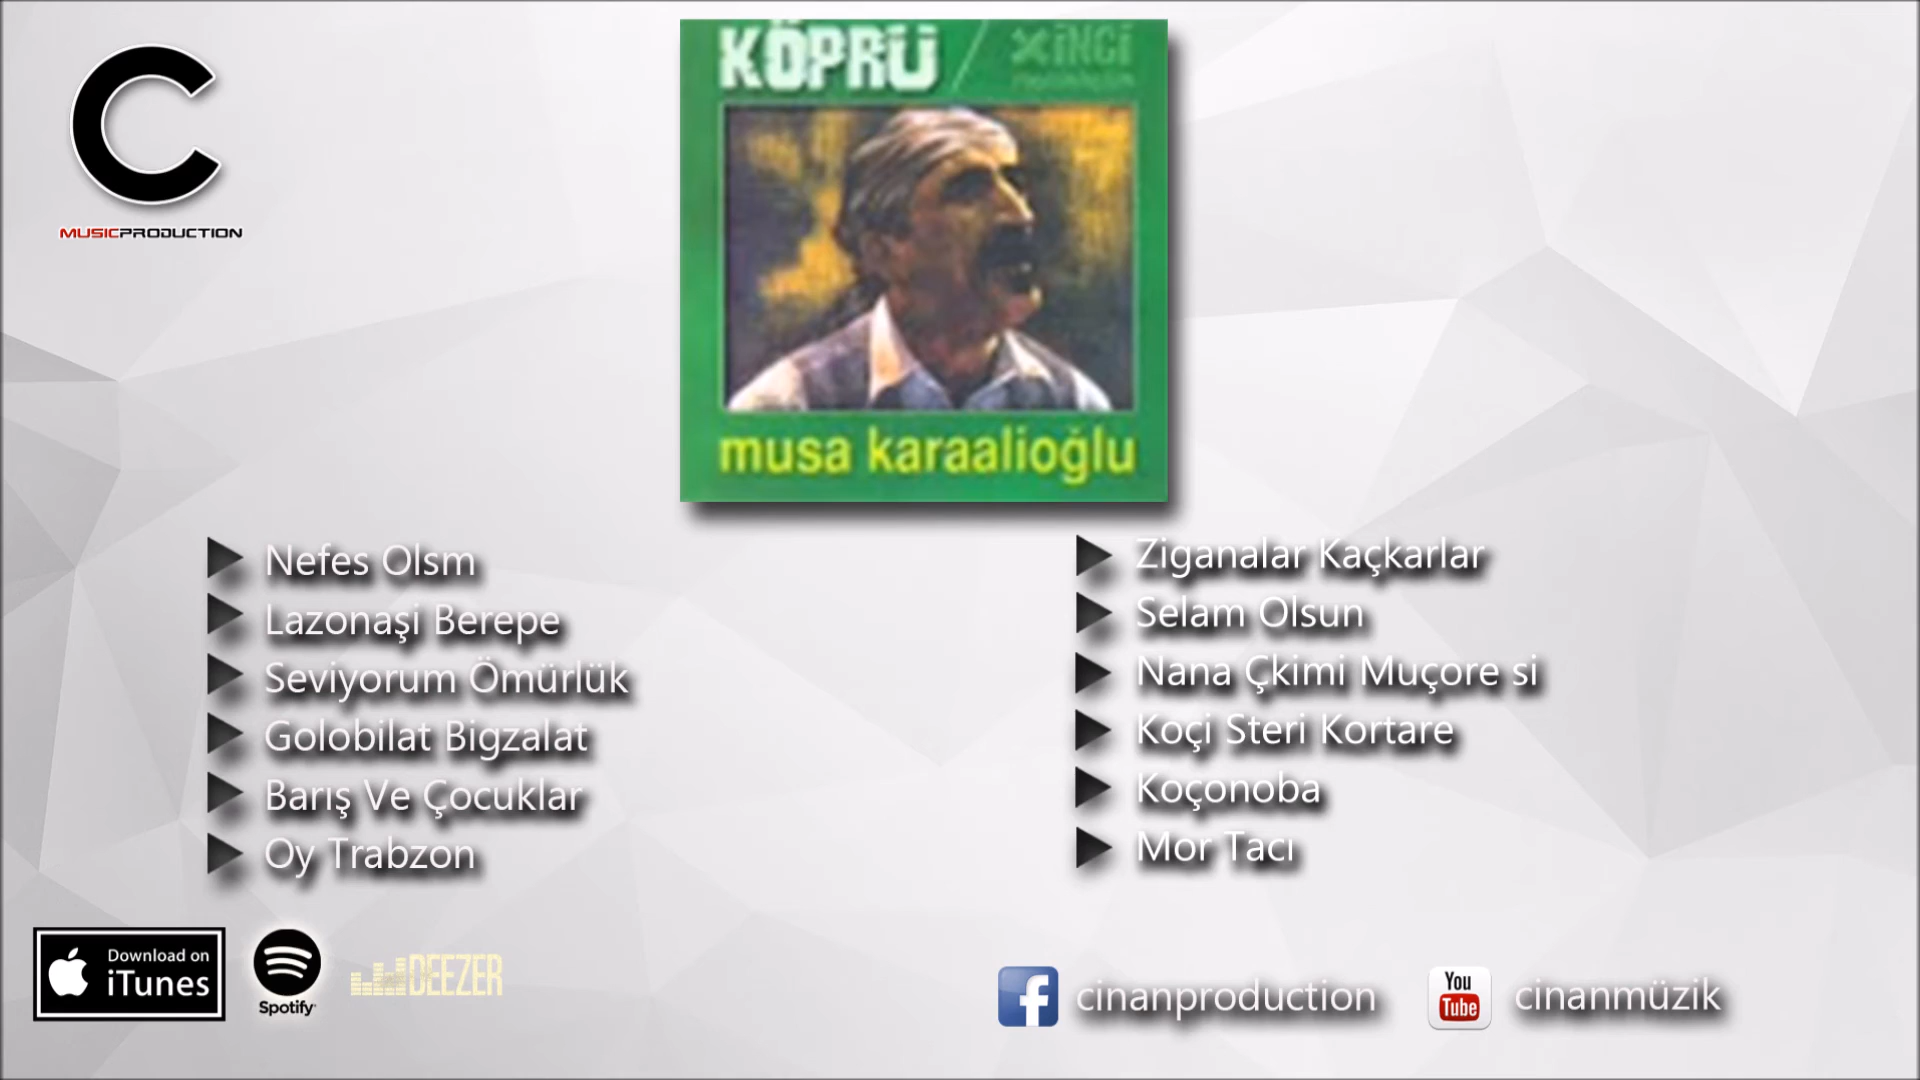 C
MUSICPRODUCTION
KÖPRÜ / XİNCİ
musa karaalioğlu
Nefes Olsm
Lazonaşi Berepe
Seviyorum Ömürlük
Golobilat Bigzalat
Barış Ve Çocuklar
Oy Trabzon
Ziganalar Kaçkarlar
Selam Olsun
Nana Çkimi Muçore si
Koçi Steri Kortare
Koçonoba
Mor Tacı
Download on
iTunes
Spotify
DEEZER
f cinanproduction
You
Tube
cinanmüzik